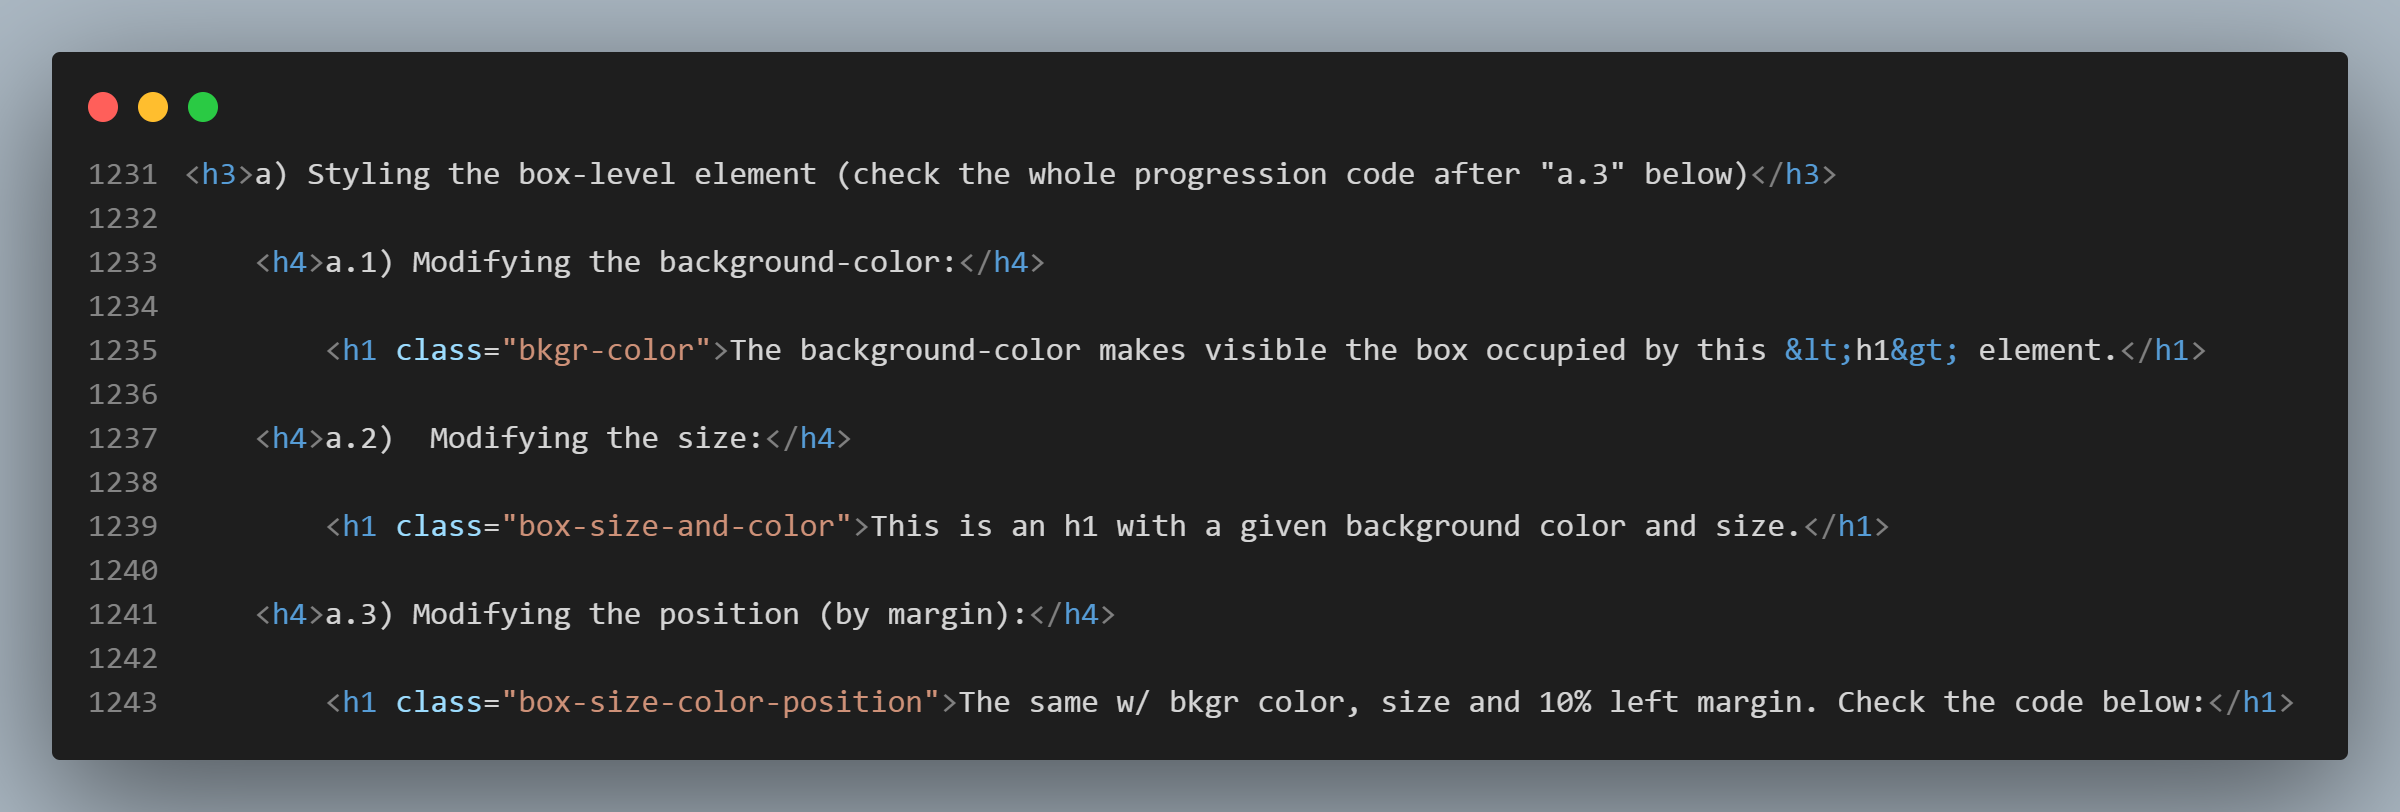 1231 <h3>a) Styling the box-level element (check the whole progression code after "a.3" below)</h3>
1232
1233     <h4>a.1) Modifying the background-color:</h4>
1234
1235         <h1 class="bkgr-color">The background-color makes visible the box occupied by this &lt;h1&gt; element.</h1>
1236
1237     <h4>a.2)  Modifying the size:</h4>
1238
1239         <h1 class="box-size-and-color">This is an h1 with a given background color and size.</h1>
1240
1241     <h4>a.3) Modifying the position (by margin):</h4>
1242
1243         <h1 class="box-size-color-position">The same w/ bkgr color, size and 10% left margin. Check the code below:</h1>